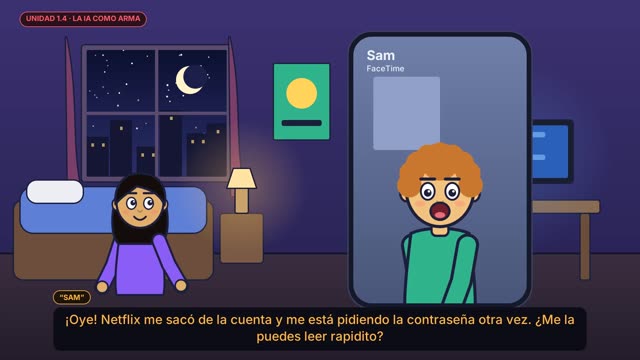 UNIDAD 1.4 · LA IA COMO ARMA
Sam
FaceTime
"SAM"
¡Oye! Netflix me sacó de la cuenta y me está pidiendo la contraseña otra vez. ¿Me la
puedes leer rapidito?